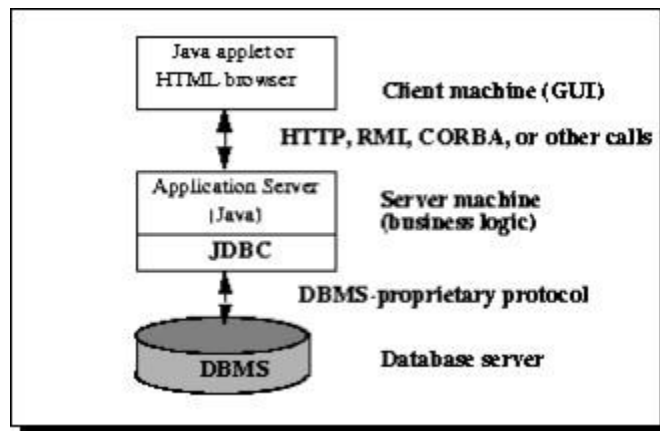 Java applet or
HTML browser
Client machine (GUI)
HTTP, RMI, CORBA, or other calls
Application Server
(Java)
JDBC
Server machine
(business logic)
DBMS-proprietary protocol
DBMS
Database server